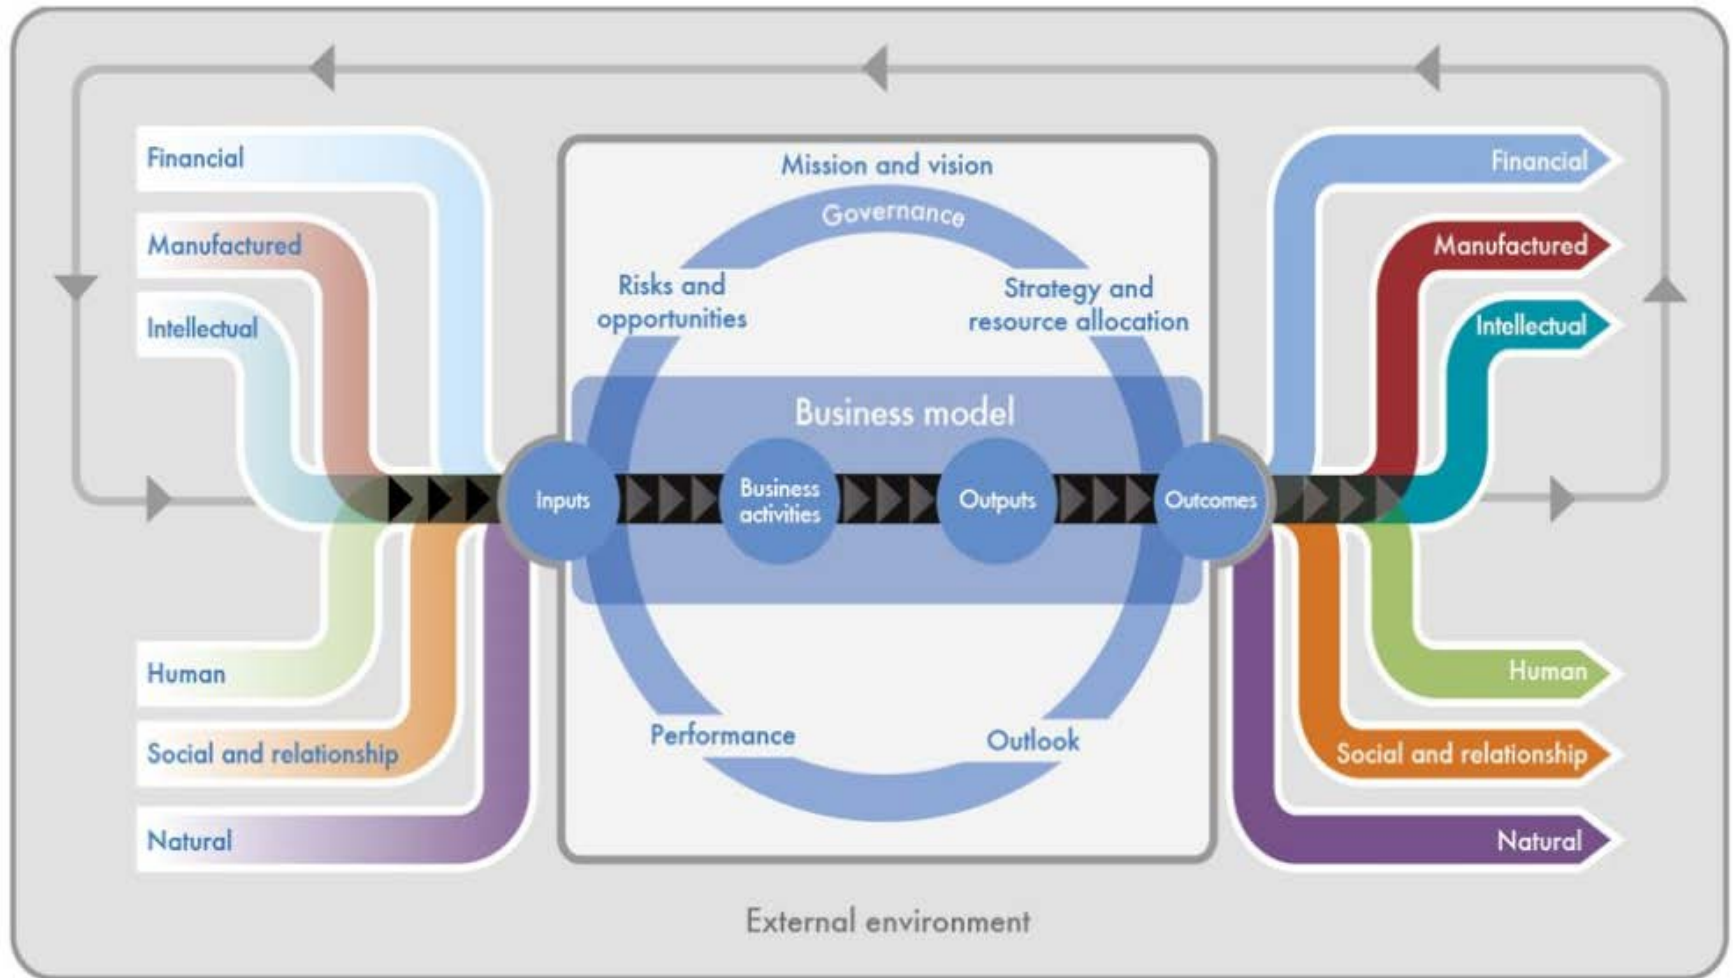 Financial
Manufactured
Intellectual
Human
Social and relationship
Natural
Mission and vision
Governance
Risks and
opportunities
Strategy and
resource allocation
Business model
Inputs
Business
activities
Outputs
Outcomes
Performance
Outlook
Financial
Manufactured
Intellectual
Human
Social and relationship
Natural
External environment